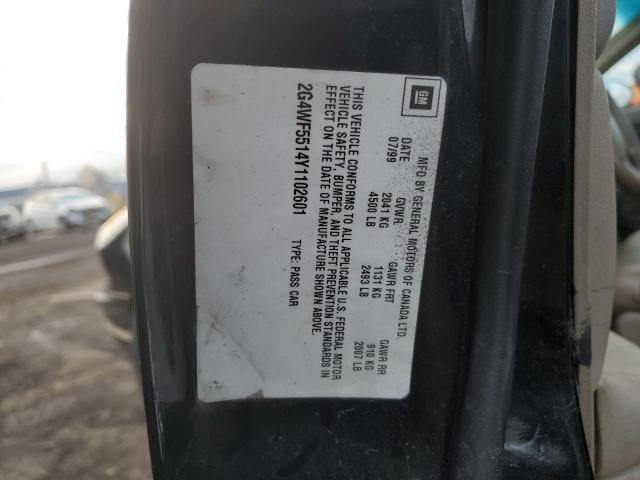 GM
MFD BY GENERAL MOTORS OF CANADA LTD.
DATE GVWR GAWR FRT GAWR RR
07/99 2041 KG 1131 KG 910 KG
4500 LB 2493 LB 2007 LB
THIS VEHICLE CONFORMS TO ALL APPLICABLE U.S. FEDERAL MOTOR
VEHICLE SAFETY, BUMPER, AND THEFT PREVENTION STANDARDS IN
EFFECT ON THE DATE OF MANUFACTURE SHOWN ABOVE.
2G4WF5514Y1102601 TYPE: PASS CAR